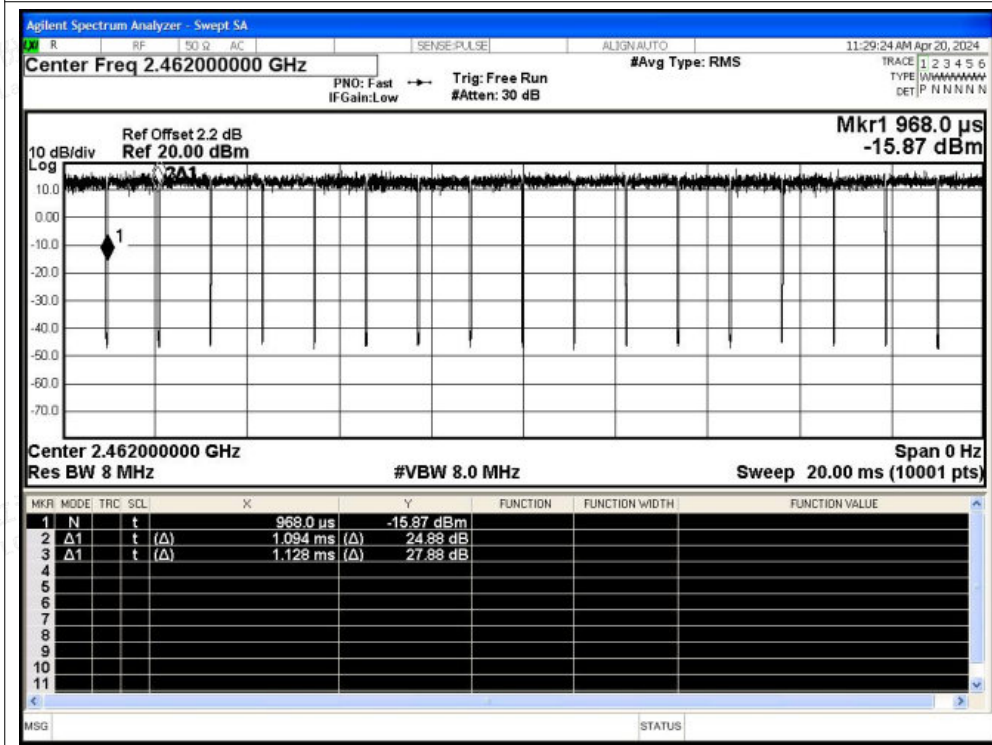 Agilent Spectrum Analyzer - Swept SA
LXI R RF 50 Ω AC SENSE:PULSE ALIGN AUTO 11:29:24 AM Apr 20, 2024
Center Freq 2.462000000 GHz
PNO: Fast
IFGain:Low
Trig: Free Run
#Atten: 30 dB
#Avg Type: RMS
TRACE 1 2 3 4 5 6
TYPE WWWWWW
DET P N N N N N
Mkr1 968.0 µs
-15.87 dBm
Ref Offset 2.2 dB
10 dB/div Ref 20.00 dBm
Log
10.0
0.00
-10.0
-20.0
-30.0
-40.0
-50.0
-60.0
-70.0
1
Center 2.462000000 GHz Span 0 Hz
Res BW 8 MHz #VBW 8.0 MHz Sweep 20.00 ms (10001 pts)
MKR MODE TRC SCL X Y FUNCTION FUNCTION WIDTH FUNCTION VALUE
1 N t 968.0 µs -15.87 dBm
2 Δ1 t (Δ) 1.094 ms (Δ) 24.88 dB
3 Δ1 t (Δ) 1.128 ms (Δ) 27.88 dB
4
5
6
7
8
9
10
11
MSG STATUS